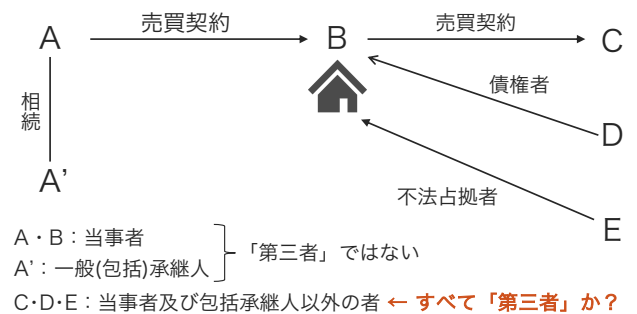 売買契約
売買契約
A
B
C
相続
債権者
D
A’
不法占拠者
E
A・B：当事者
A’：一般(包括)承継人
「第三者」ではない
C･D･E：当事者及び包括承継人以外の者 ← すべて「第三者」か？